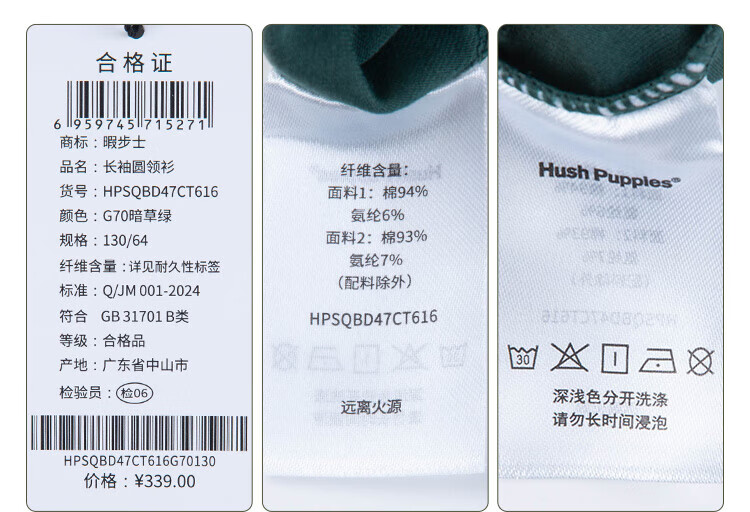 合格证
6 959745 715271
商标：暇步士
品名：长袖圆领衫
货号：HPSQBD47CT616
颜色：G70暗草绿
规格：130/64
纤维含量：详见耐久性标签
标准：Q/JM 001-2024
符合 GB 31701 B类
等级：合格品
产地：广东省中山市
检验员：检06
HPSQBD47CT616G70130
价格：¥339.00
纤维含量：
面料1：棉94%
氨纶6%
面料2：棉93%
氨纶7%
（配料除外）
HPSQBD47CT616
远离火源
Hush Puppies®
30
深浅色分开洗涤
请勿长时间浸泡